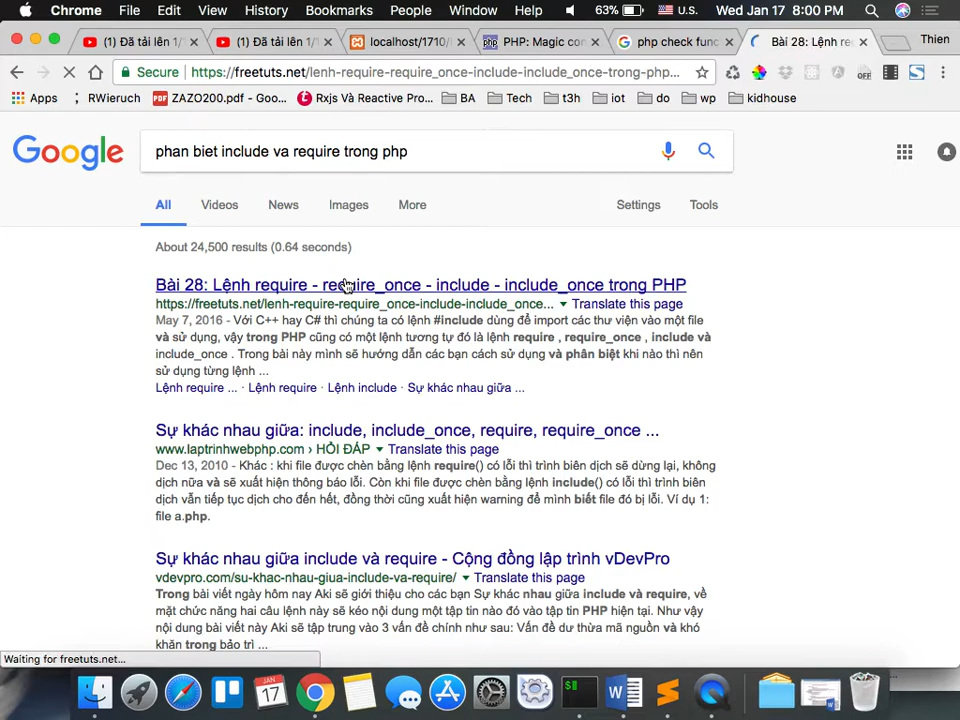 Chrome File Edit View History Bookmarks People Window Help 63% U.S. Wed Jan 17 8:00 PM
(1) Đã tải lên 1/ (1) Đã tải lên 1/ localhost/1710/ PHP: Magic con php check func Bài 28: Lệnh re Thien
Secure https://freetuts.net/lenh-require-require_once-include-include_once-trong-php...
Apps RWieruch ZAZO200.pdf - Goo... Rxjs Và Reactive Pro... BA Tech t3h iot do wp kidhouse
Google phan biet include va require trong php
All Videos News Images More Settings Tools
About 24,500 results (0.64 seconds)
Bài 28: Lệnh require - require_once - include - include_once trong PHP
https://freetuts.net/lenh-require-require_once-include-include_once... Translate this page
May 7, 2016 - Với C++ hay C# thì chúng ta có lệnh #include dùng để import các thư viện vào một file
và sử dụng, vậy trong PHP cũng có một lệnh tương tự đó là lệnh require , require_once , include và
include_once . Trong bài này mình sẽ hướng dẫn các bạn cách sử dụng và phân biệt khi nào thì nên
sử dụng từng lệnh ...
Lệnh require ... · Lệnh require · Lệnh include · Sự khác nhau giữa ...
Sự khác nhau giữa: include, include_once, require, require_once ...
www.laptrinhwebphp.com › HỎI ĐÁP Translate this page
Dec 13, 2010 - Khác : khi file được chèn bằng lệnh require() có lỗi thì trình biên dịch sẽ dừng lại, không
dịch nữa và sẽ xuất hiện thông báo lỗi. Còn khi file được chèn bằng lệnh include() có lỗi thì trình biên
dịch vẫn tiếp tục dịch cho đến hết, đồng thời cũng xuất hiện warning để mình biết file đó bị lỗi. Ví dụ 1:
file a.php.
Sự khác nhau giữa include và require - Cộng đồng lập trình vDevPro
vdevpro.com/su-khac-nhau-giua-include-va-require/ Translate this page
Trong bài viết ngày hôm nay Aki sẽ giới thiệu cho các bạn Sự khác nhau giữa include và require, về
mặt chức năng hai câu lệnh này sẽ kéo nội dung một tập tin nào đó vào tập tin PHP hiện tại. Như vậy
nội dung bài viết này Aki sẽ tập trung vào 3 vấn đề chính như sau: Vấn đề dư thừa mã nguồn và khó
khăn trong bảo trì ...
Waiting for freetuts.net...
JAN
17